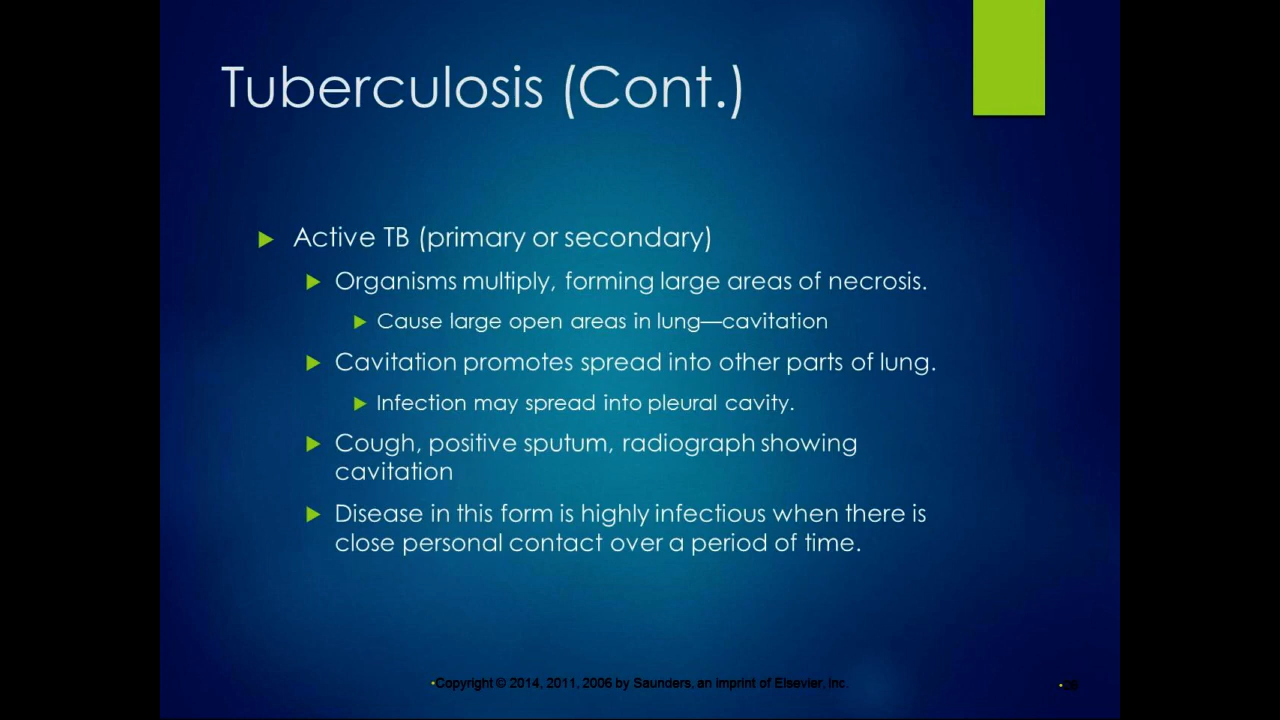 Tuberculosis (Cont.)
Active TB (primary or secondary)
Organisms multiply, forming large areas of necrosis.
Cause large open areas in lung—cavitation
Cavitation promotes spread into other parts of lung.
Infection may spread into pleural cavity.
Cough, positive sputum, radiograph showing
cavitation
Disease in this form is highly infectious when there is
close personal contact over a period of time.
•Copyright © 2014, 2011, 2006 by Saunders, an imprint of Elsevier, Inc.